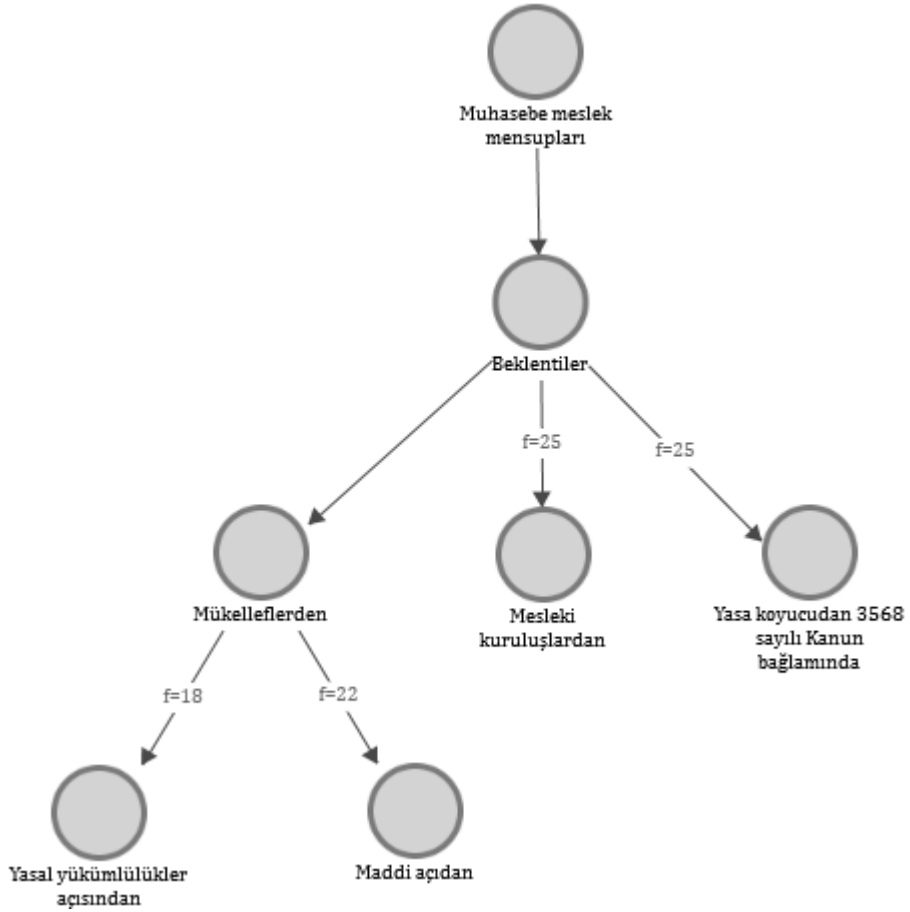 Muhasebe meslek
mensupları
Beklentiler
f=25
f=25
Mükelleflerden
Mesleki
kuruluşlardan
Yasa koyucudan 3568
sayılı Kanun
bağlamında
f=18
f=22
Yasal yükümlülükler
açısından
Maddi açıdan